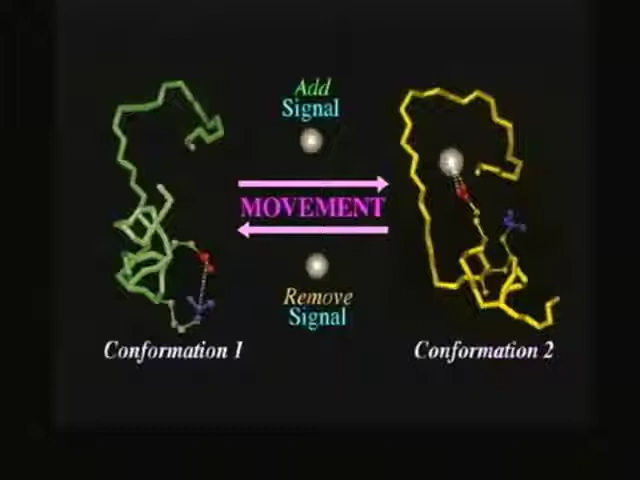 Add
Signal
MOVEMENT
Remove
Signal
Conformation 1
Conformation 2